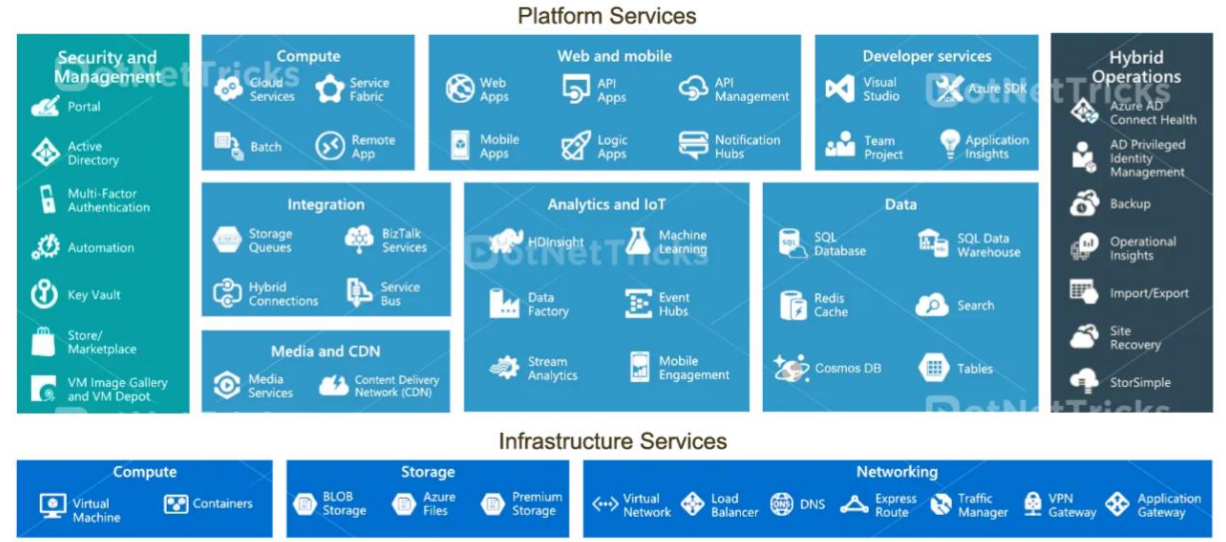 Platform Services
Security and
Management
Portal
Active
Directory
Multi-Factor
Authentication
Automation
Key Vault
Store/
Marketplace
VM Image Gallery
and VM Depot
Compute
Cloud
Services
Service
Fabric
Batch
Remote
App
Web and mobile
Web
Apps
API
Apps
API
Management
Mobile
Apps
Logic
Apps
Notification
Hubs
Developer services
Visual
Studio
Azure SDK
Team
Project
Application
Insights
Integration
Storage
Queues
BizTalk
Services
Hybrid
Connections
Service
Bus
Media and CDN
Media
Services
Content Delivery
Network (CDN)
Analytics and IoT
HDInsight
Machine
Learning
Data
Factory
Event
Hubs
Stream
Analytics
Mobile
Engagement
Data
SQL
SQL
Database
SQL Data
Warehouse
Redis
Cache
Search
Cosmos DB
Tables
Hybrid
Operations
Azure AD
Connect Health
AD Privileged
Identity
Management
Backup
Operational
Insights
Import/Export
Site
Recovery
StorSimple
DotNetTricks
DotNetTricks
DotNetTricks
DotNetTricks
DotNetTricks
Infrastructure Services
Compute
Virtual
Machine
Containers
Storage
BLOB
Storage
Azure
Files
Premium
Storage
Networking
Virtual
Network
Load
Balancer
DNS
DNS
Express
Route
Traffic
Manager
VPN
Gateway
Application
Gateway